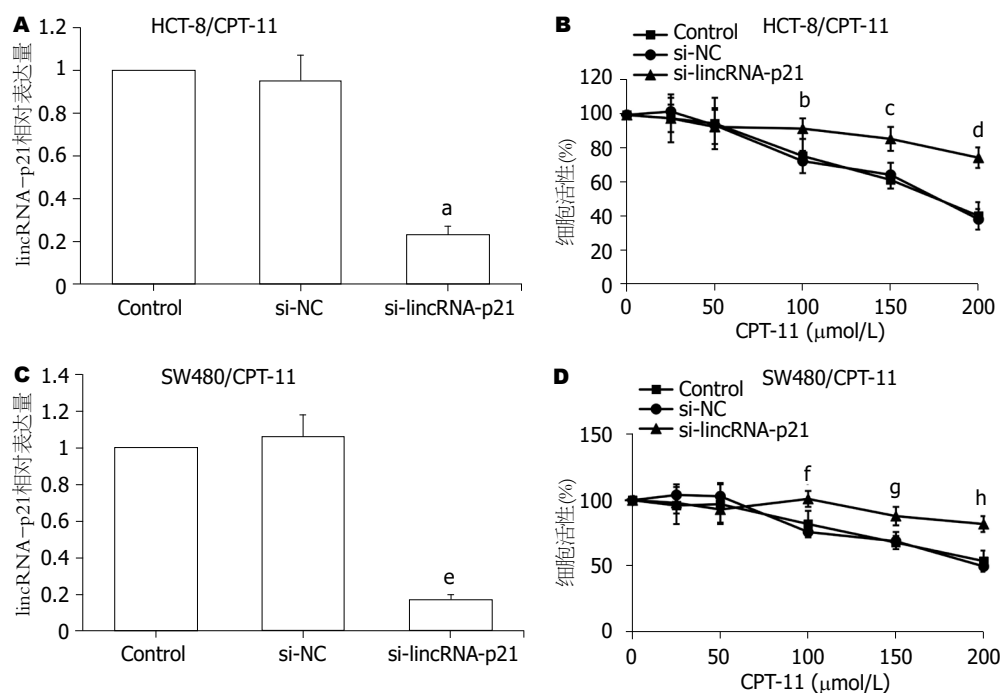 A
HCT-8/CPT-11
lincRNA-p21相对表达量
1.2
1
0.8
0.6
0.4
0.2
0
a
Control
si-NC
si-lincRNA-p21
B
HCT-8/CPT-11
Control
si-NC
si-lincRNA-p21
细胞活性(%)
120
100
80
60
40
20
0
b
c
d
0
50
100
150
200
CPT-11 (μmol/L)
C
SW480/CPT-11
lincRNA-p21相对表达量
1.4
1.2
1
0.8
0.6
0.4
0.2
0
e
Control
si-NC
si-lincRNA-p21
D
SW480/CPT-11
Control
si-NC
si-lincRNA-p21
细胞活性(%)
150
100
50
0
f
g
h
0
50
100
150
200
CPT-11 (μmol/L)